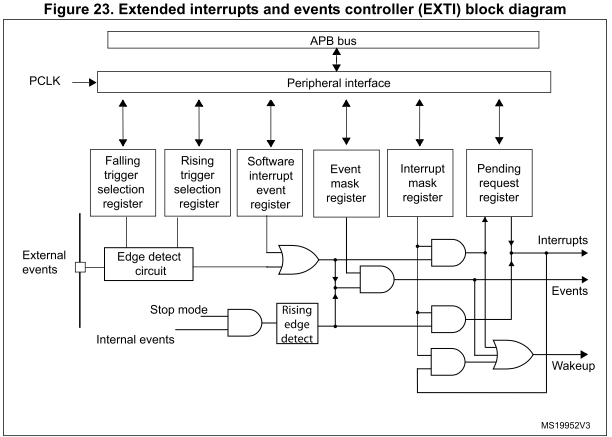 Figure 23. Extended interrupts and events controller (EXTI) block diagram
APB bus
PCLK
Peripheral interface
Falling
trigger
selection
register
Rising
trigger
selection
register
Software
interrupt
event
register
Event
mask
register
Interrupt
mask
register
Pending
request
register
External
events
Edge detect
circuit
Interrupts
Events
Stop mode
Internal events
Rising
edge
detect
Wakeup
MS19952V3